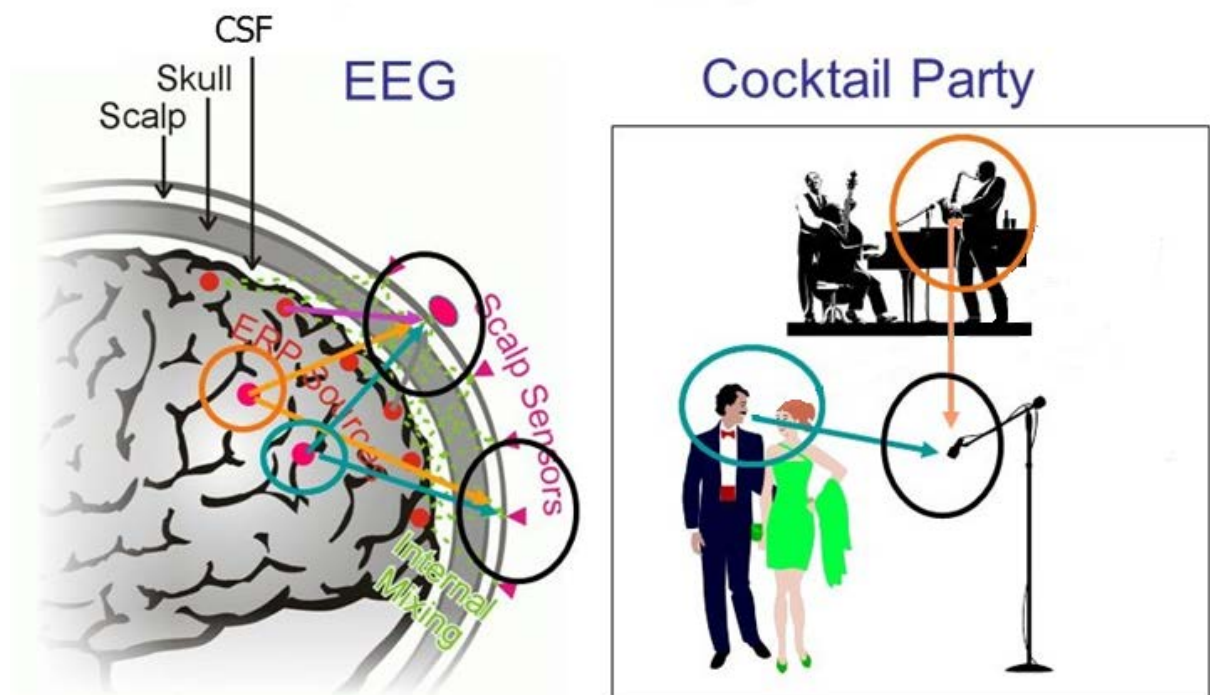 CSF
Skull
Scalp
EEG
ERP Sources
Scalp Sensors
Internal
Mixing
Cocktail Party